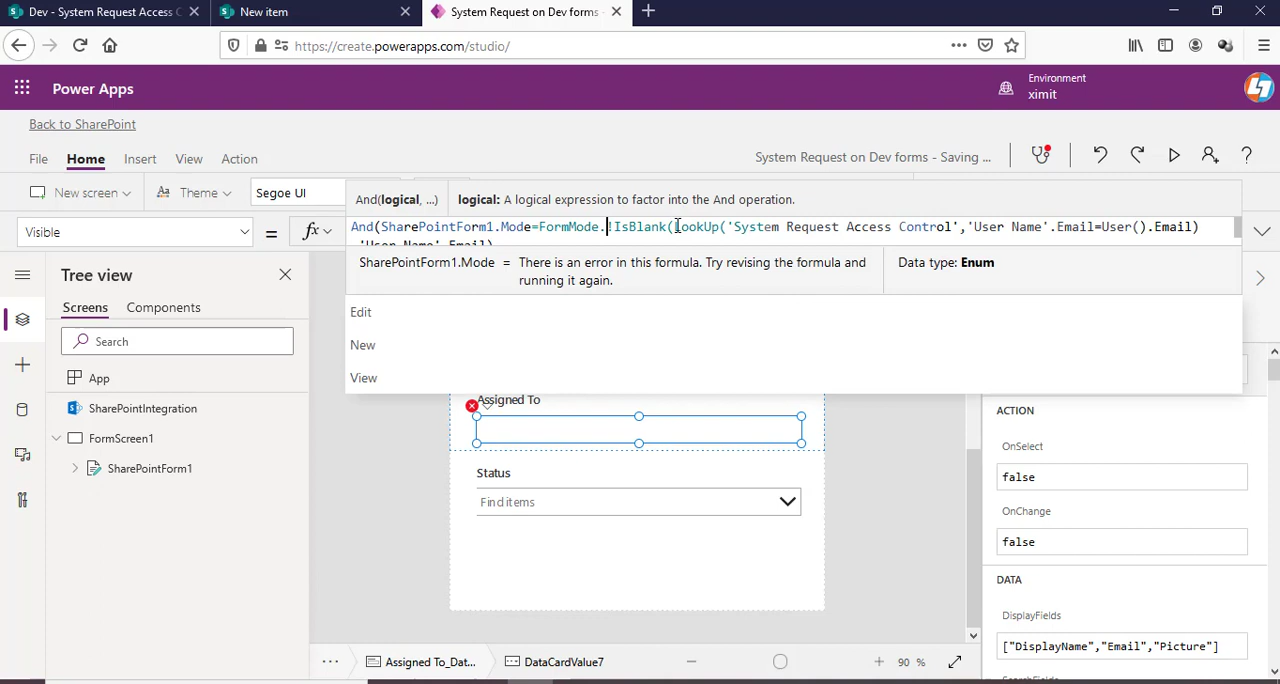 Dev - System Request Access C
New item
System Request on Dev forms -
https://create.powerapps.com/studio/
Power Apps
Environment
ximit
Back to SharePoint
File
Home
Insert
View
Action
System Request on Dev forms - Saving ...
New screen
Theme
Segoe UI
And(logical, ...)
logical: A logical expression to factor into the And operation.
Visible
=
fx
And(SharePointForm1.Mode=FormMode.!IsBlank(LookUp('System Request Access Control','User Name'.Email=User().Email)
.'User Name'.Email)
SharePointForm1.Mode =
There is an error in this formula. Try revising the formula and
running it again.
Data type: Enum
Edit
New
View
Tree view
Screens
Components
Search
App
SharePointIntegration
FormScreen1
SharePointForm1
Assigned To
Status
Find items
ACTION
OnSelect
false
OnChange
false
DATA
DisplayFields
["DisplayName","Email","Picture"]
...
Assigned To_Dat...
DataCardValue7
90 %